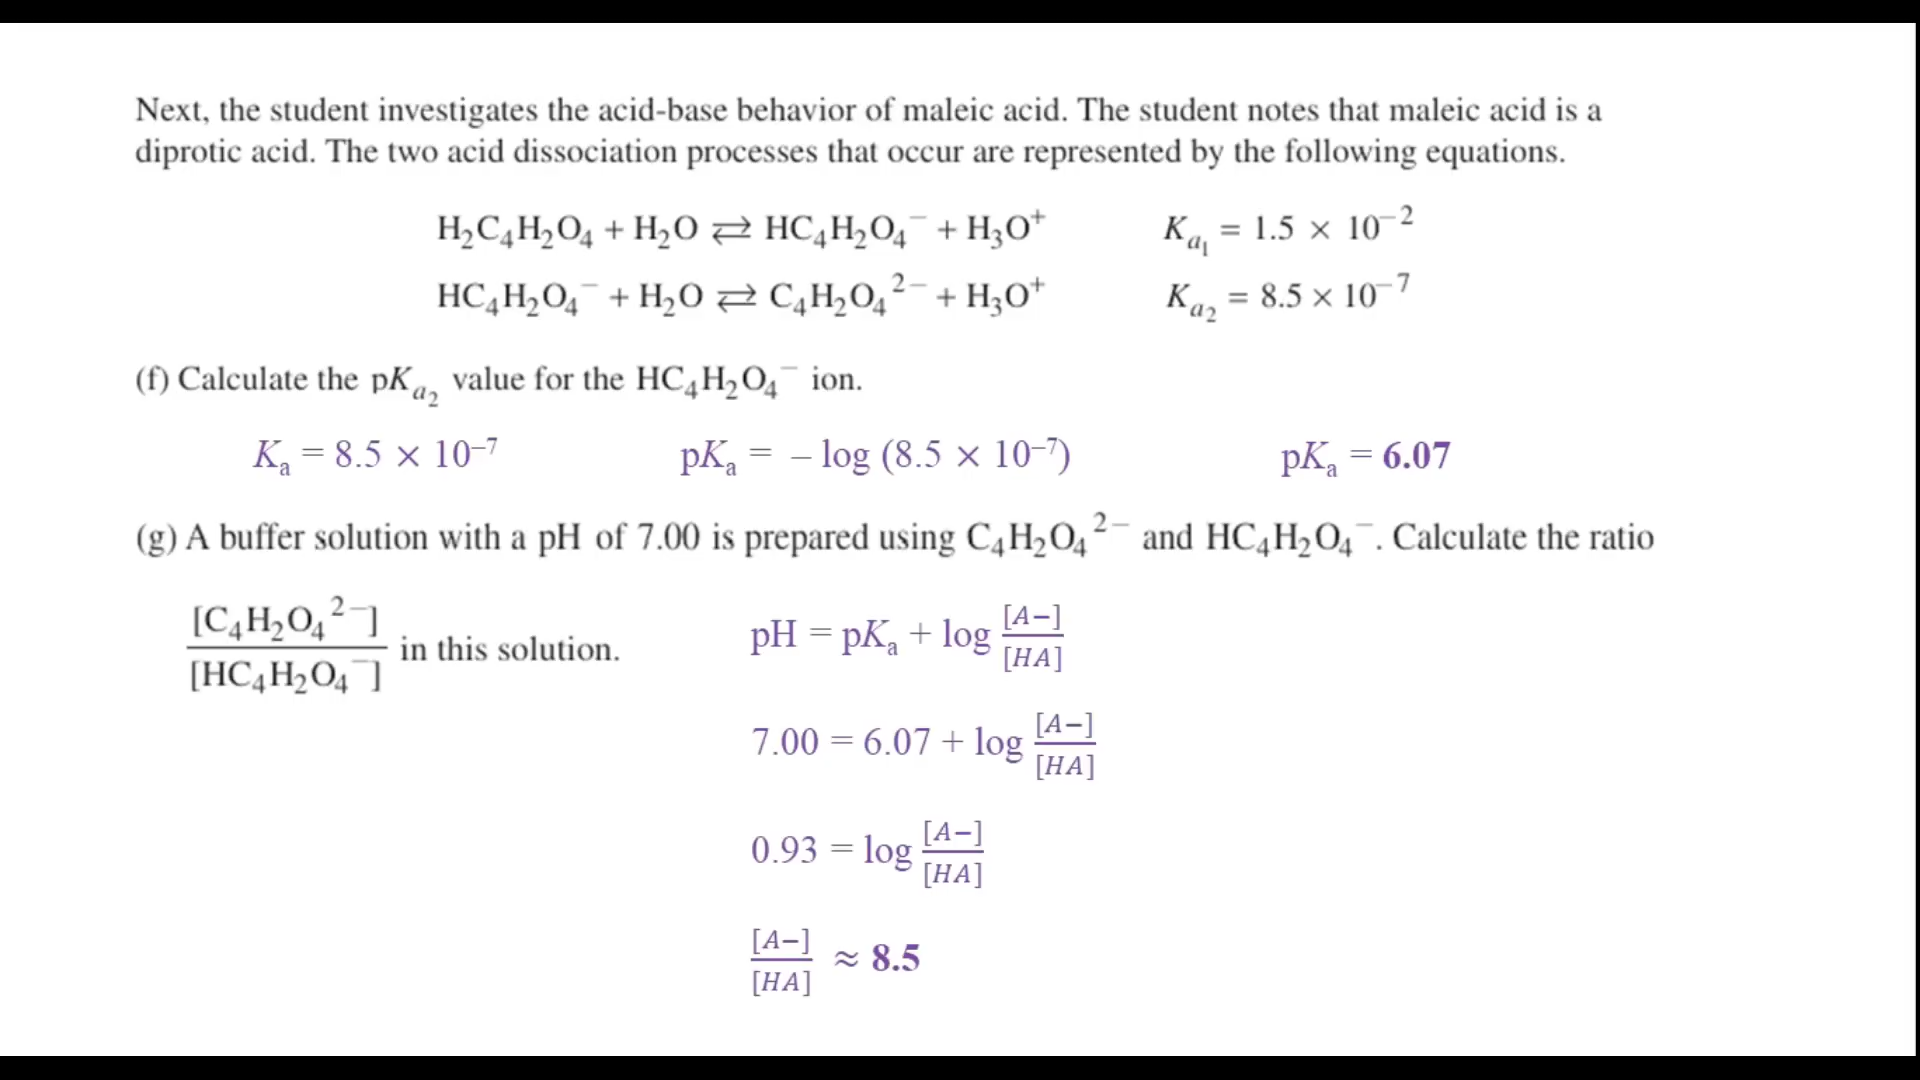 Next, the student investigates the acid-base behavior of maleic acid. The student notes that maleic acid is a
diprotic acid. The two acid dissociation processes that occur are represented by the following equations.
H₂C₄H₂O₄ + H₂O ⇄ HC₄H₂O₄⁻ + H₃O⁺ Kₐ₁ = 1.5 × 10⁻²
HC₄H₂O₄⁻ + H₂O ⇄ C₄H₂O₄²⁻ + H₃O⁺ Kₐ₂ = 8.5 × 10⁻⁷
(f) Calculate the pKₐ₂ value for the HC₄H₂O₄⁻ ion.
Kₐ = 8.5 × 10⁻⁷ pKₐ = – log (8.5 × 10⁻⁷) pKₐ = 6.07
(g) A buffer solution with a pH of 7.00 is prepared using C₄H₂O₄²⁻ and HC₄H₂O₄⁻. Calculate the ratio
[C₄H₂O₄²⁻]/[HC₄H₂O₄⁻] in this solution.
pH = pKₐ + log [A−]/[HA]
7.00 = 6.07 + log [A−]/[HA]
0.93 = log [A−]/[HA]
[A−]/[HA] ≈ 8.5